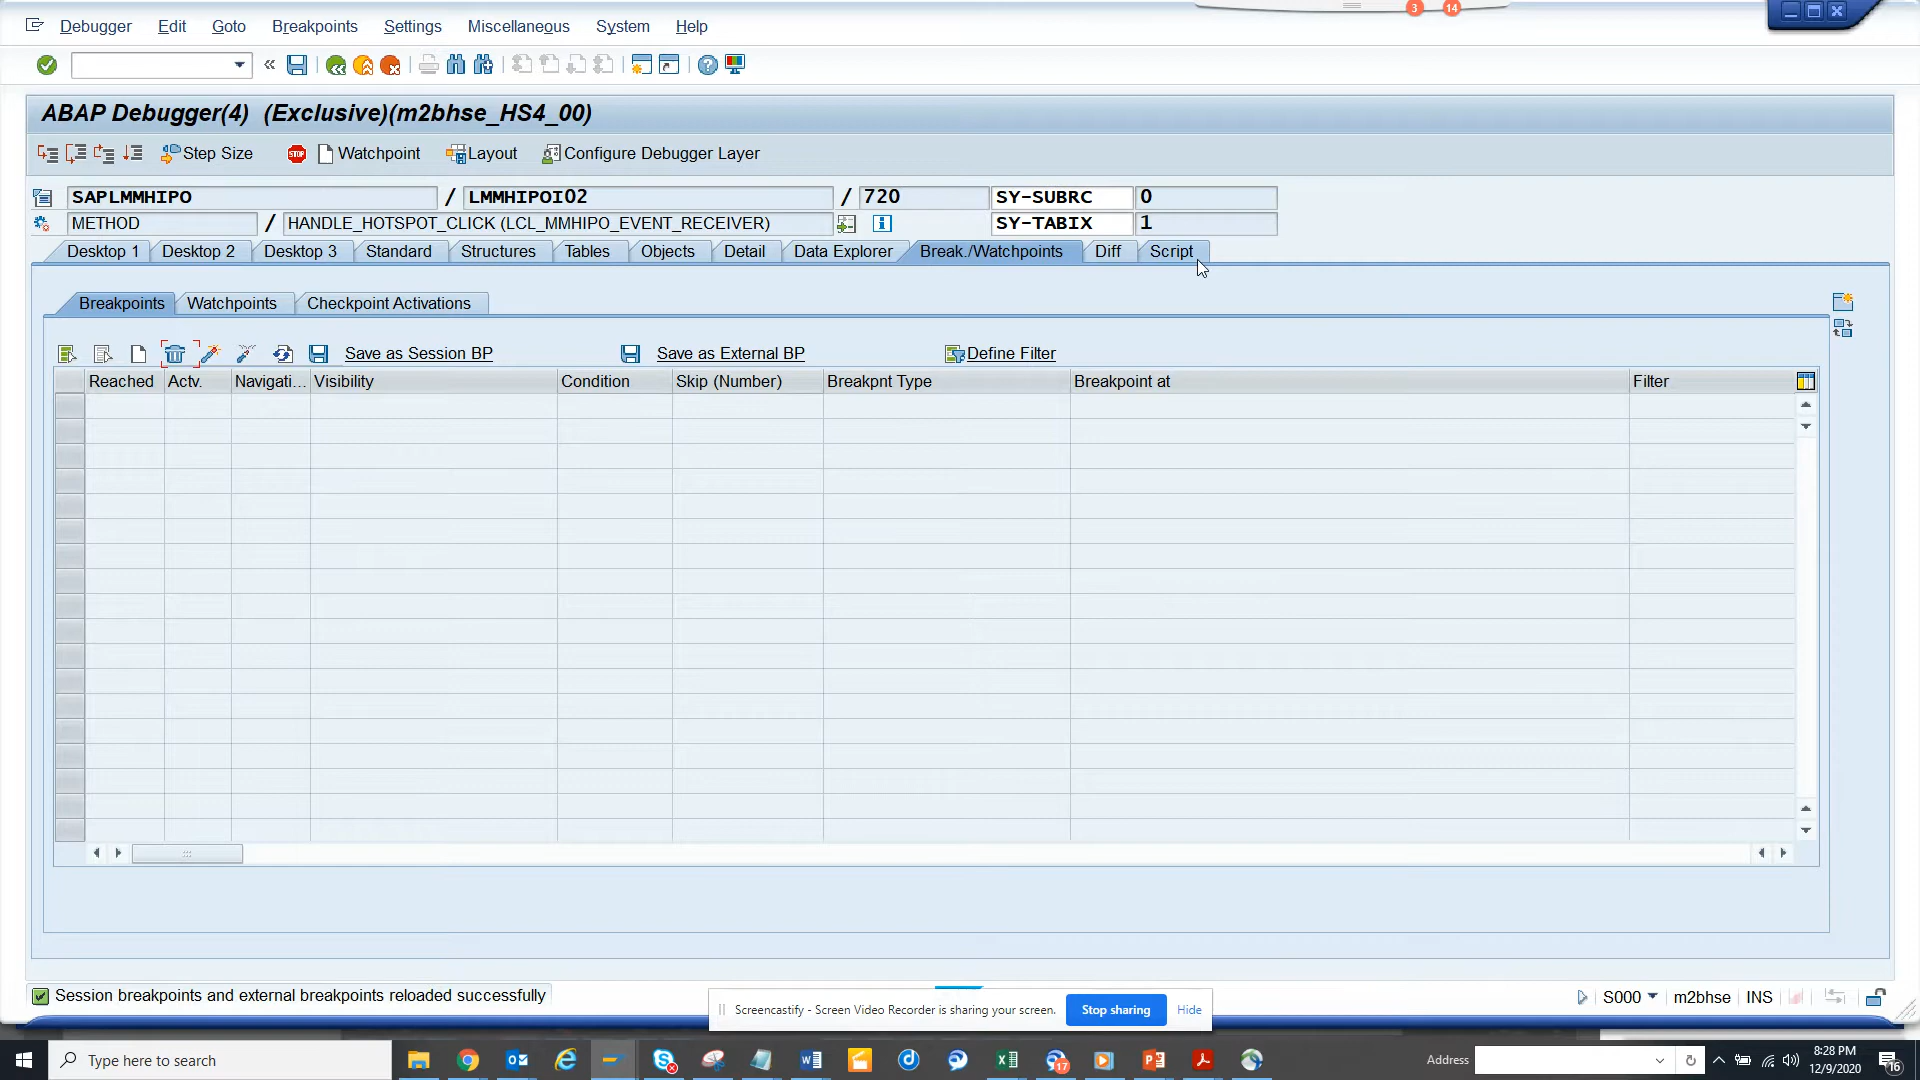 3 14
Debugger Edit Goto Breakpoints Settings Miscellaneous System Help
ABAP Debugger(4) (Exclusive)(m2bhse_HS4_00)
Step Size STOP Watchpoint Layout Configure Debugger Layer
SAPLMMHIPO / LMMHIPOI02 / 720 SY-SUBRC 0
METHOD / HANDLE_HOTSPOT_CLICK (LCL_MMHIPO_EVENT_RECEIVER) SY-TABIX 1
Desktop 1 Desktop 2 Desktop 3 Standard Structures Tables Objects Detail Data Explorer Break./Watchpoints Diff Script
Breakpoints Watchpoints Checkpoint Activations
Save as Session BP Save as External BP Define Filter
Reached Actv. Navigati... Visibility Condition Skip (Number) Breakpnt Type Breakpoint at Filter
Session breakpoints and external breakpoints reloaded successfully
S000 m2bhse INS
Screencastify - Screen Video Recorder is sharing your screen. Stop sharing Hide
Type here to search
17
Address
8:28 PM
12/9/2020
16